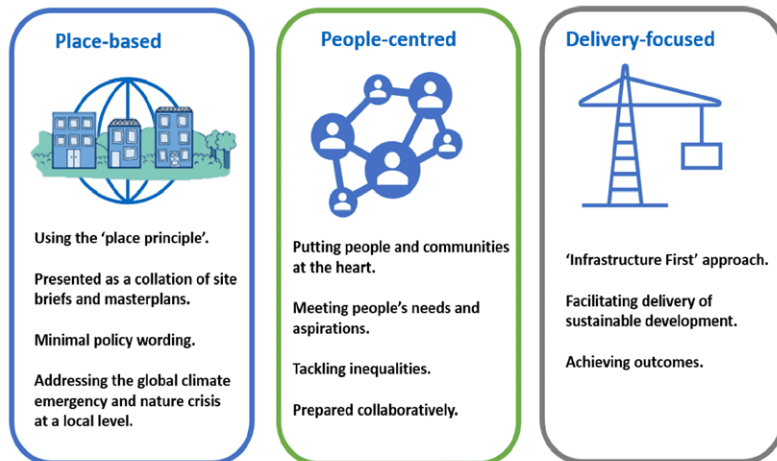 Place-based
Using the ‘place principle’.
Presented as a collation of site
briefs and masterplans.
Minimal policy wording.
Addressing the global climate
emergency and nature crisis
at a local level.
People-centred
Putting people and communities
at the heart.
Meeting people’s needs and
aspirations.
Tackling inequalities.
Prepared collaboratively.
Delivery-focused
‘Infrastructure First’ approach.
Facilitating delivery of
sustainable development.
Achieving outcomes.